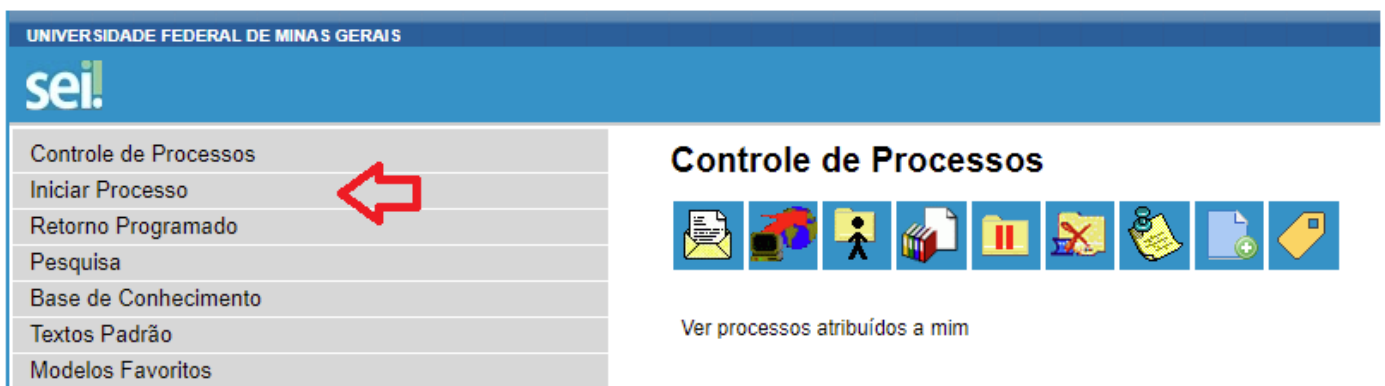 UNIVERSIDADE FEDERAL DE MINAS GERAIS
sei!
Controle de Processos
Iniciar Processo
Retorno Programado
Pesquisa
Base de Conhecimento
Textos Padrão
Modelos Favoritos
Controle de Processos
Ver processos atribuídos a mim